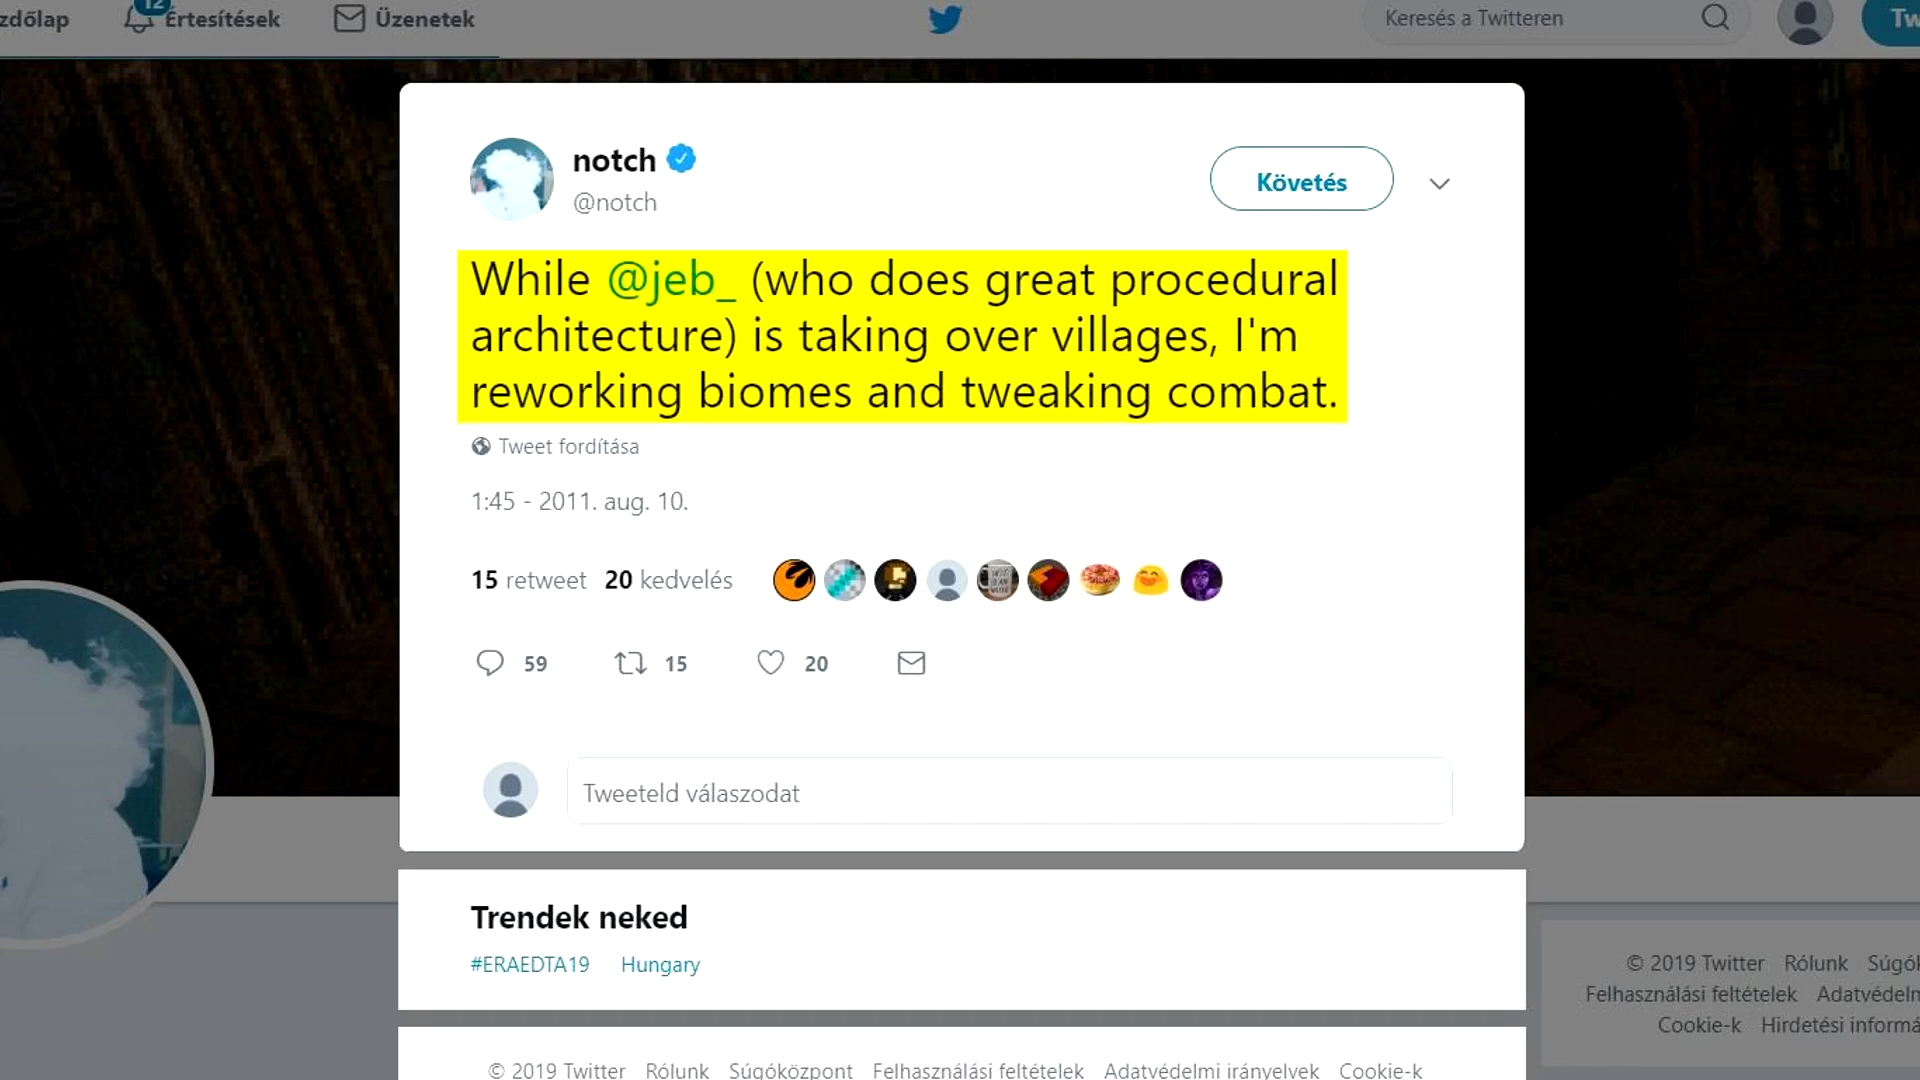 zdőlap 12 Értesítések Üzenetek Keresés a Twitteren Tw
notch
@notch
Követés
While @jeb_ (who does great procedural
architecture) is taking over villages, I'm
reworking biomes and tweaking combat.
Tweet fordítása
1:45 - 2011. aug. 10.
15 retweet 20 kedvelés
59 15 20
Tweeteld válaszodat
Trendek neked
#ERAEDTA19 Hungary
© 2019 Twitter Rólunk Súgók
Felhasználási feltételek Adatvédelm
Cookie-k Hirdetési informá
© 2019 Twitter Rólunk Súgóközpont Felhasználási feltételek Adatvédelmi irányelvek Cookie-k